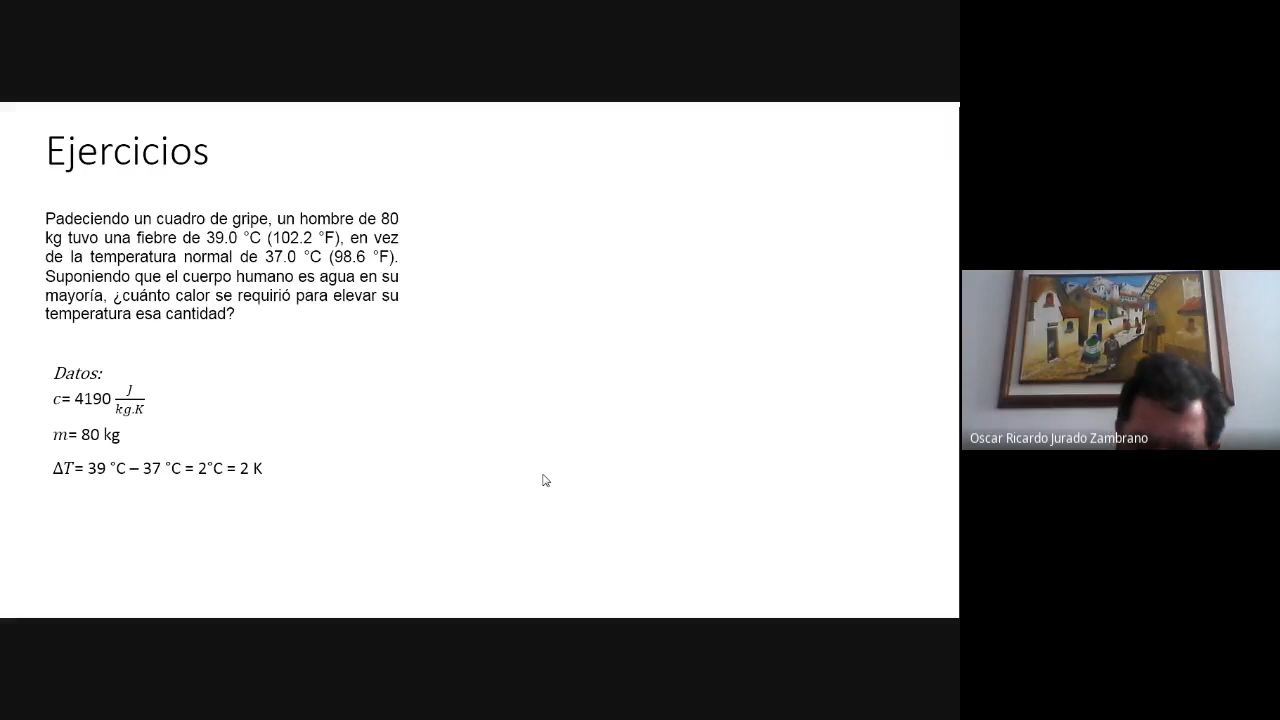 Ejercicios
Padeciendo un cuadro de gripe, un hombre de 80
kg tuvo una fiebre de 39.0 °C (102.2 °F), en vez
de la temperatura normal de 37.0 °C (98.6 °F).
Suponiendo que el cuerpo humano es agua en su
mayoría, ¿cuánto calor se requirió para elevar su
temperatura esa cantidad?
Datos:
c= 4190 J/kg.K
m= 80 kg
ΔT= 39 °C – 37 °C = 2°C = 2 K
Oscar Ricardo Jurado Zambrano